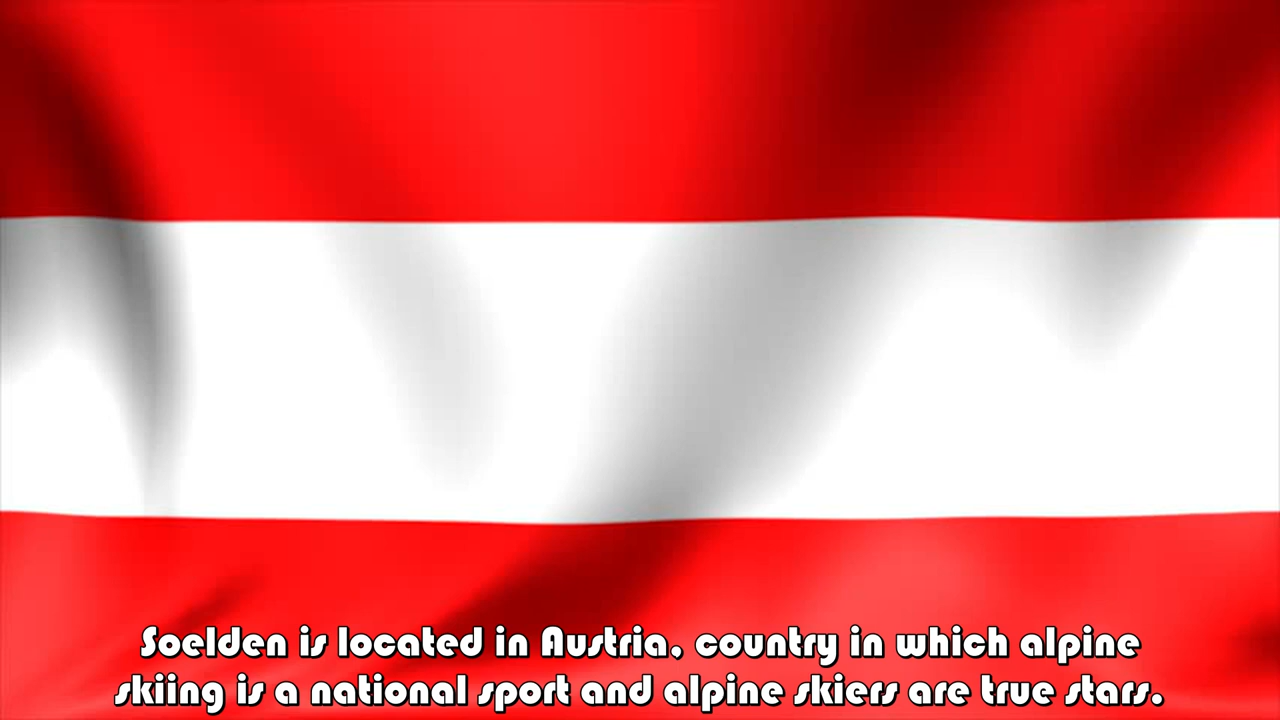 Soelden is located in Austria, country in which alpine
skiing is a national sport and alpine skiers are true stars.